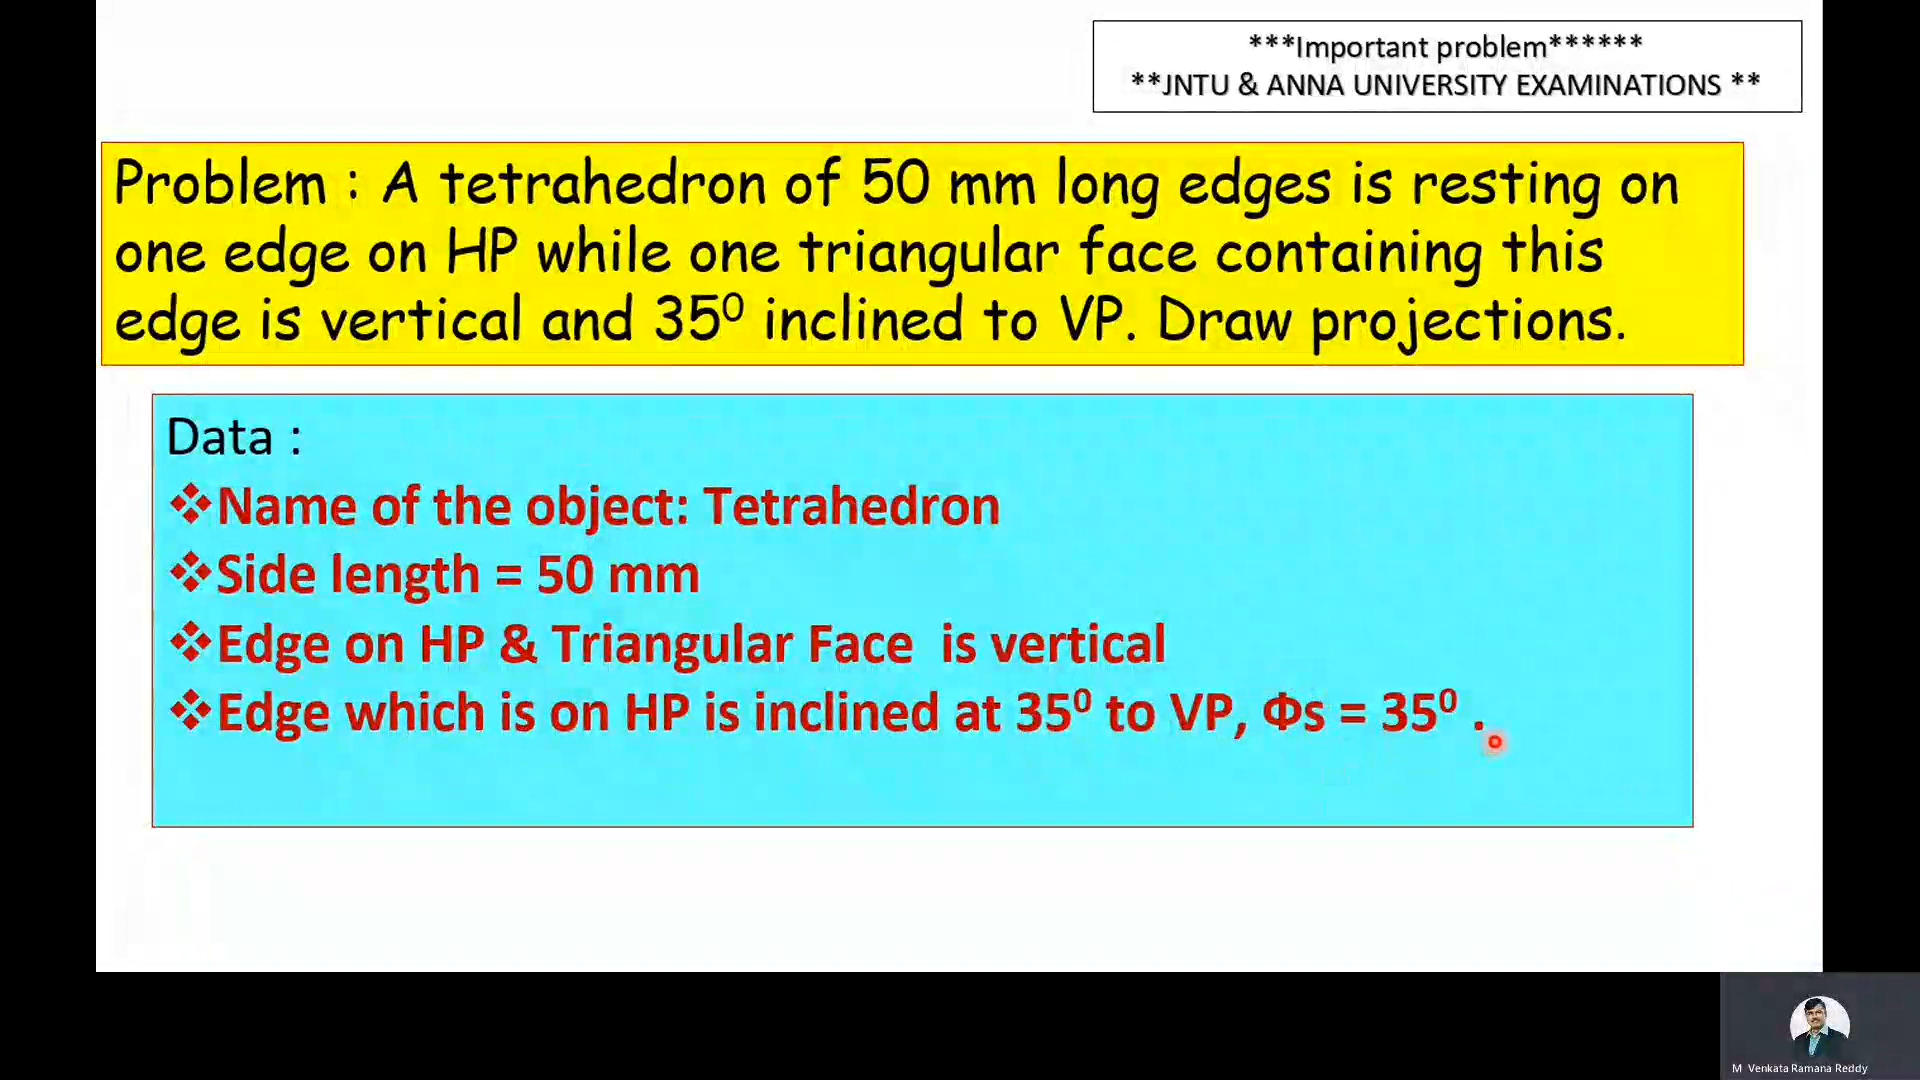 ***Important problem******
**JNTU & ANNA UNIVERSITY EXAMINATIONS **
Problem : A tetrahedron of 50 mm long edges is resting on
one edge on HP while one triangular face containing this
edge is vertical and 35⁰ inclined to VP. Draw projections.
Data :
❖Name of the object: Tetrahedron
❖Side length = 50 mm
❖Edge on HP & Triangular Face is vertical
❖Edge which is on HP is inclined at 35⁰ to VP, Φs = 35⁰ .
M Venkata Ramana Reddy